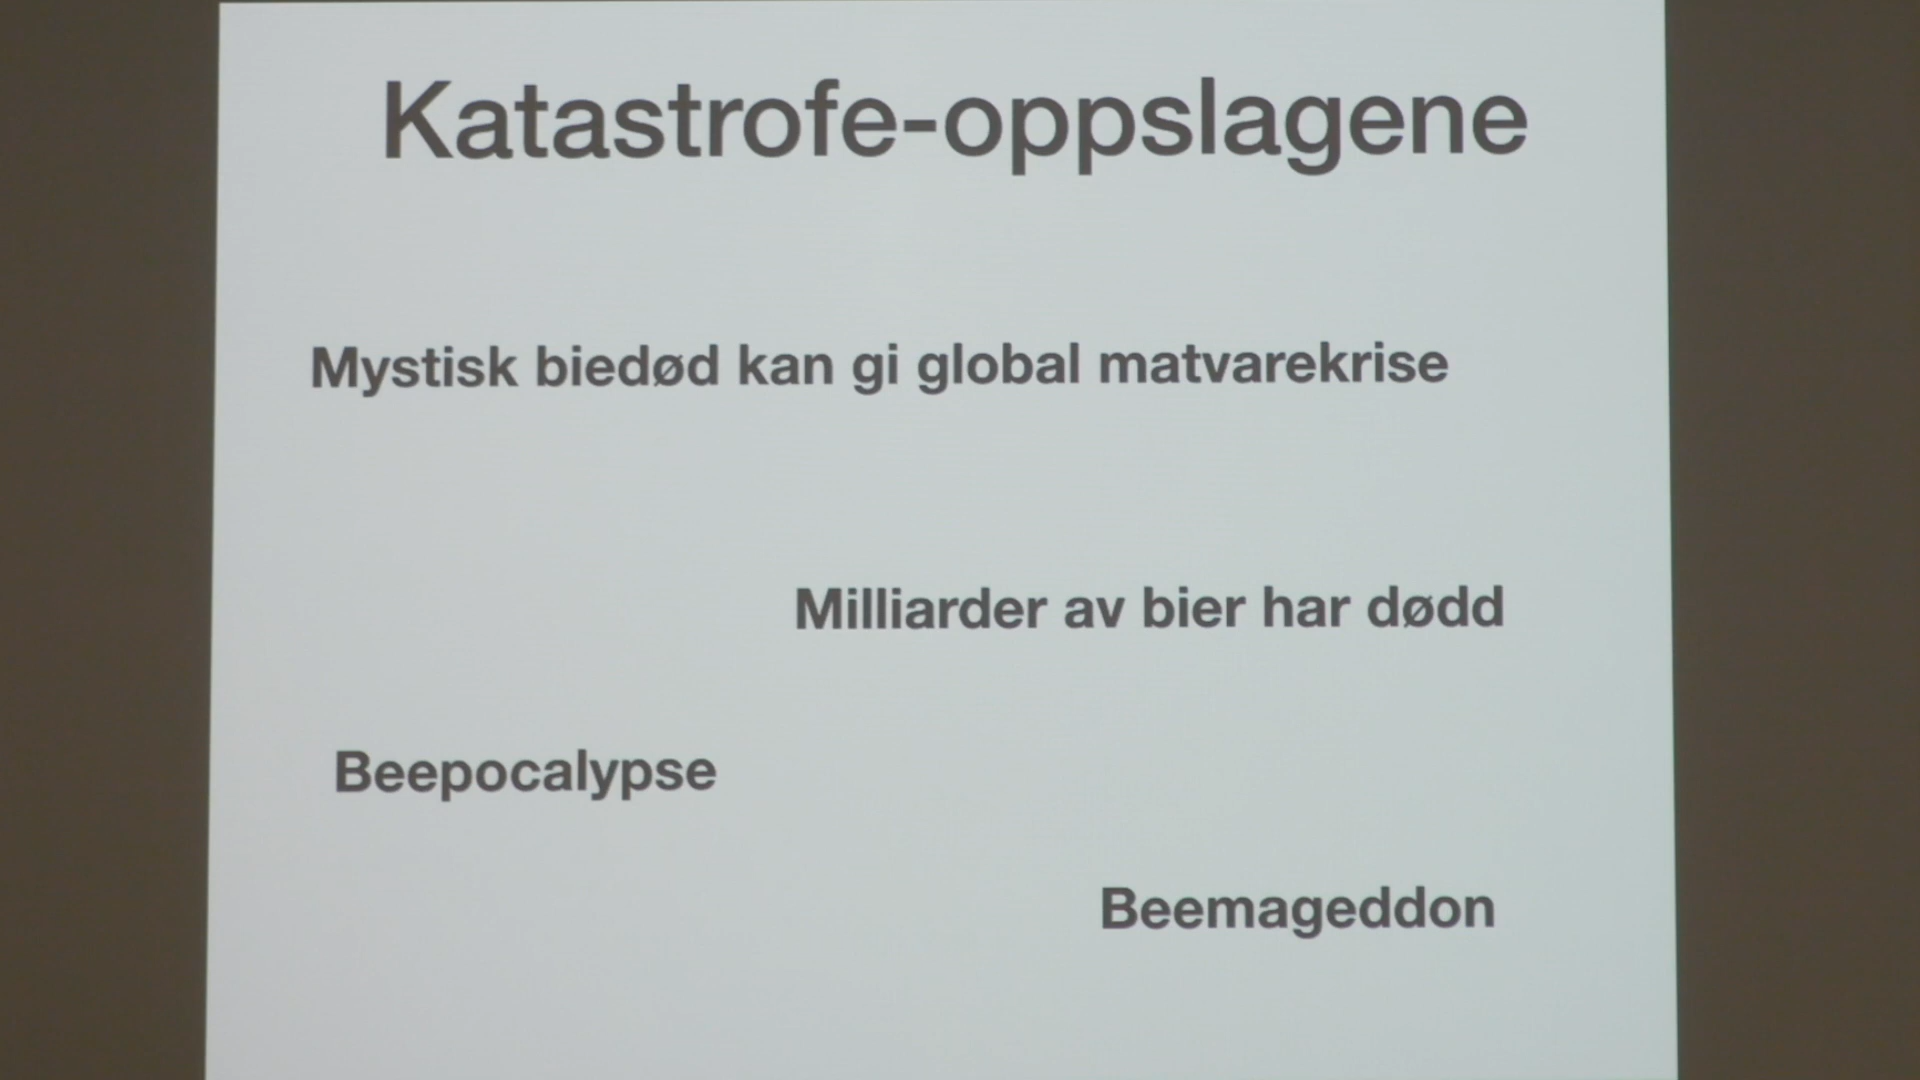 Katastrofe-oppslagene
Mystisk biedød kan gi global matvarekrise
Milliarder av bier har dødd
Beepocalypse
Beemageddon